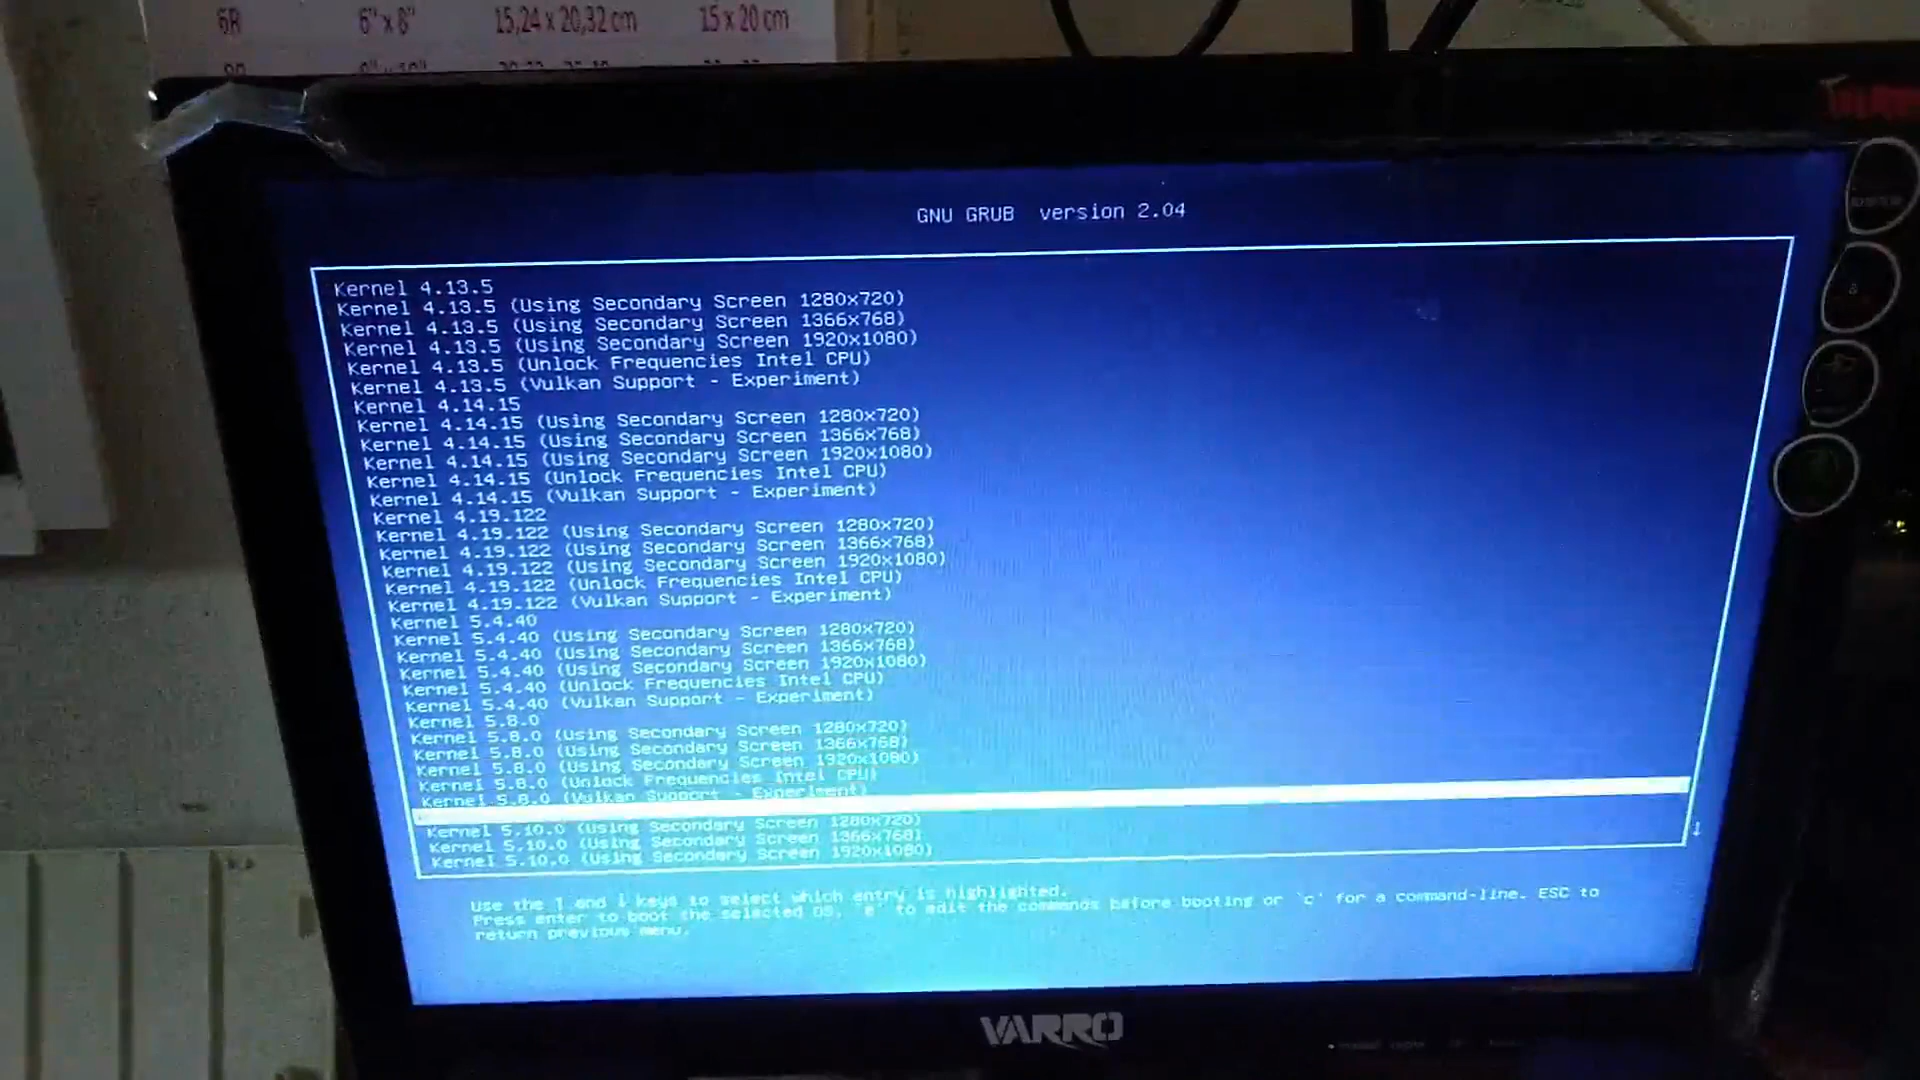 6R 6" x 8" 15,24 x 20,32 cm 15 x 20 cm
GNU GRUB version 2.04
Kernel 4.13.5
Kernel 4.13.5 (Using Secondary Screen 1280x720)
Kernel 4.13.5 (Using Secondary Screen 1366x768)
Kernel 4.13.5 (Using Secondary Screen 1920x1080)
Kernel 4.13.5 (Unlock Frequencies Intel CPU)
Kernel 4.13.5 (Vulkan Support - Experiment)
Kernel 4.14.15
Kernel 4.14.15 (Using Secondary Screen 1280x720)
Kernel 4.14.15 (Using Secondary Screen 1366x768)
Kernel 4.14.15 (Using Secondary Screen 1920x1080)
Kernel 4.14.15 (Unlock Frequencies Intel CPU)
Kernel 4.14.15 (Vulkan Support - Experiment)
Kernel 4.19.122
Kernel 4.19.122 (Using Secondary Screen 1280x720)
Kernel 4.19.122 (Using Secondary Screen 1366x768)
Kernel 4.19.122 (Using Secondary Screen 1920x1080)
Kernel 4.19.122 (Unlock Frequencies Intel CPU)
Kernel 4.19.122 (Vulkan Support - Experiment)
Kernel 5.4.40
Kernel 5.4.40 (Using Secondary Screen 1280x720)
Kernel 5.4.40 (Using Secondary Screen 1366x768)
Kernel 5.4.40 (Using Secondary Screen 1920x1080)
Kernel 5.4.40 (Unlock Frequencies Intel CPU)
Kernel 5.4.40 (Vulkan Support - Experiment)
Kernel 5.8.0
Kernel 5.8.0 (Using Secondary Screen 1280x720)
Kernel 5.8.0 (Using Secondary Screen 1366x768)
Kernel 5.8.0 (Using Secondary Screen 1920x1080)
Kernel 5.8.0 (Unlock Frequencies Intel CPU)
Kernel 5.8.0 (Vulkan Support - Experiment)
Kernel 5.10.0 (Using Secondary Screen 1280x720)
Kernel 5.10.0 (Using Secondary Screen 1366x768)
Kernel 5.10.0 (Using Secondary Screen 1920x1080)
Use the ↑ and ↓ keys to select which entry is highlighted.
Press enter to boot the selected OS, `e' to edit the commands before booting or `c' for a command-line. ESC to
return previous menu.
VARRO